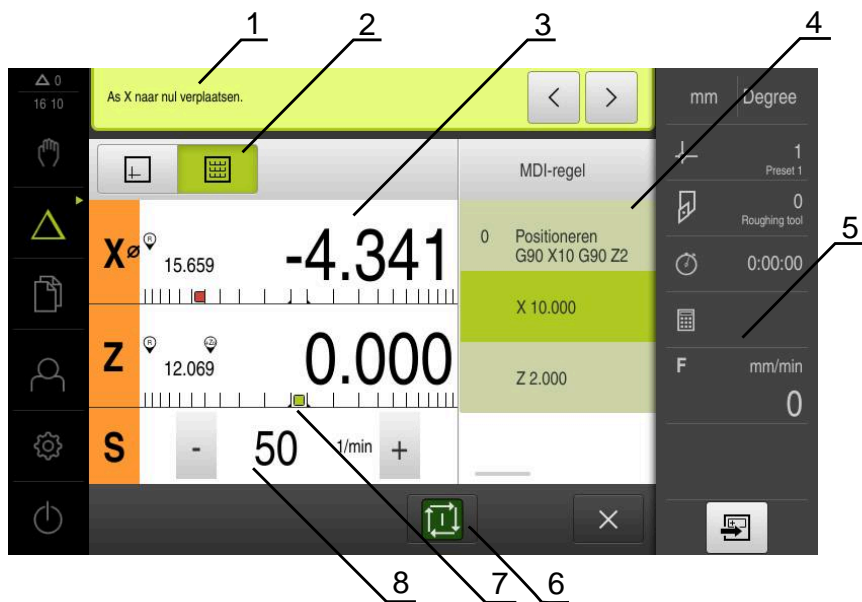 1 2 3 4
0
16 10
As X naar nul verplaatsen.
< >
mm Degree
MDI-regel
1
Preset 1
0
Roughing tool
X ø R 15.659 -4.341
0 Positioneren
G90 X10 G90 Z2
5
0:00:00
X 10.000
Z R 12.069 0.000
Z 2.000
F mm/min
0
S - 50 1/min +
8 7 6